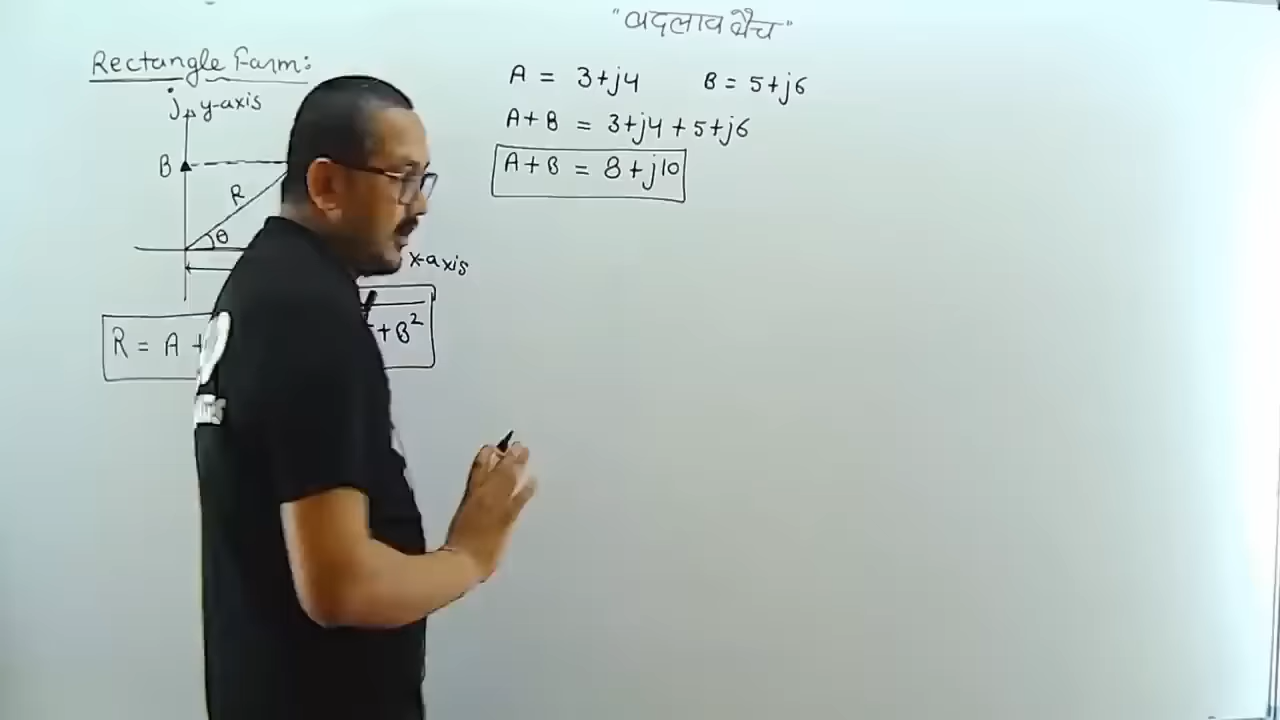 "बदलाव बैच"
Rectangle Farm:
j y-axis
B
R
θ
x-axis
R = A +
+ B²
A = 3+j4 B = 5+j6
A+B = 3+j4 + 5+j6
A+B = 8+j10